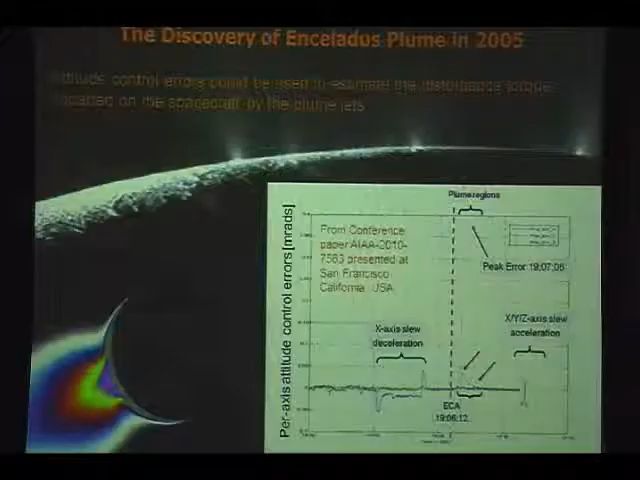 The Discovery of Enceladus Plume in 2005
control errors could be used to estimate the disturbance torque
on the spacecraft by the plume jets
Plume regions
From Conference
paper AIAA-2010-
7563 presented at
San Francisco
California, USA
Peak Error 19:07:06
Per-axis attitude control errors [mrads]
X-axis slew
deceleration
X/Y/Z-axis slew
acceleration
ECA
19:06:12